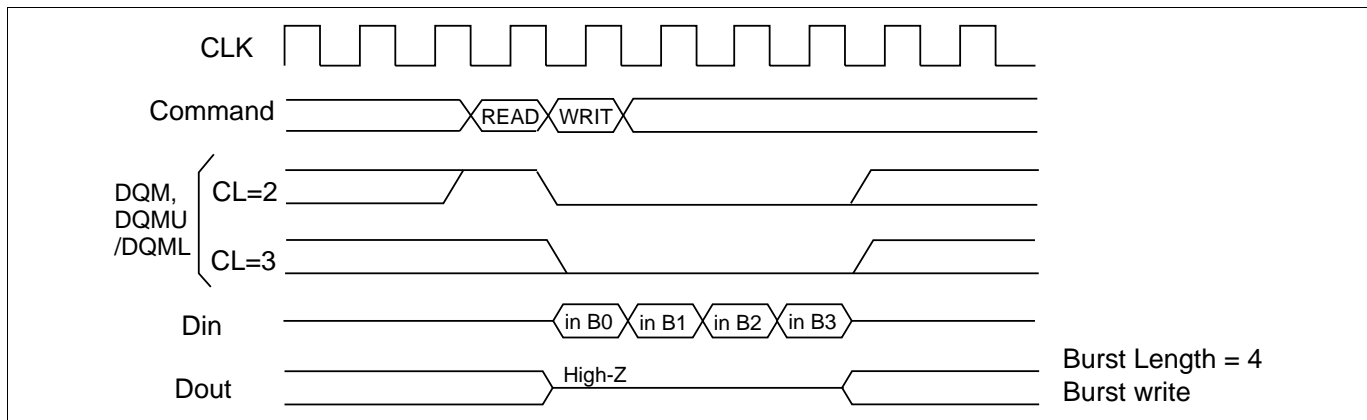 CLK
Command
READ WRIT
DQM,
DQMU
/DQML
CL=2
CL=3
Din
in B0 in B1 in B2 in B3
Dout
High-Z
Burst Length = 4
Burst write